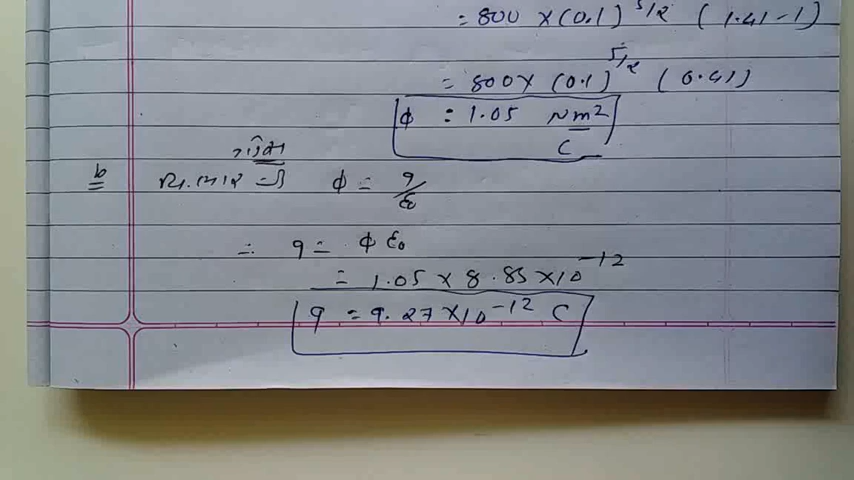 = 800 × (0.1)^5/2 (1.41 - 1)
= 800 × (0.1)^5/2 (0.41)
ϕ = 1.05 Nm²/C
b ϕ = q/ε₀
∴ q = ϕ ε₀
= 1.05 × 8.85 × 10^-12
q = 9.27 × 10^-12 C